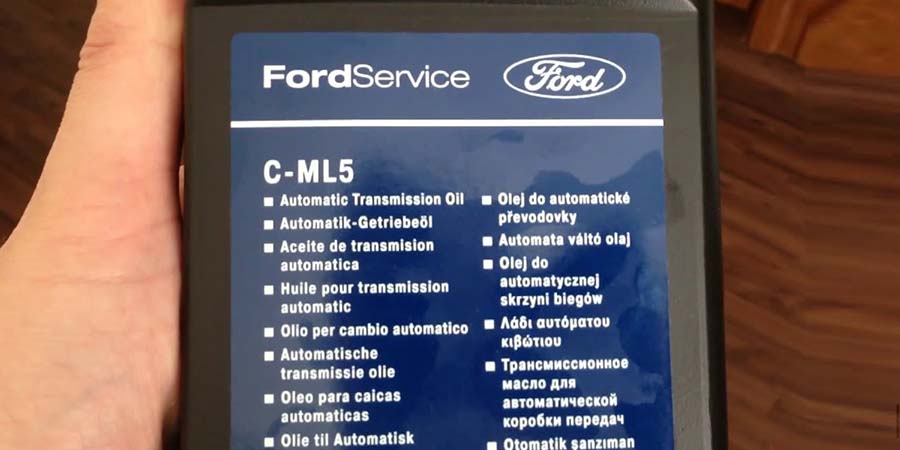 FordService Ford
C-ML5
▪ Automatic Transmission Oil
▪ Automatik-Getriebeöl
▪ Aceite de transmision
automatica
▪ Huile pour transmission
automatic
▪ Olio per cambio automatico
▪ Automatische
transmissie olie
▪ Oleo para caicas
automaticas
▪ Olie til Automatisk
▪ Olej do automatické
převodovky
▪ Automata váltó olaj
▪ Olej do
automatycznej
skrzyni biegów
▪ Λάδι αυτόματου
κιβώτιου
▪ Трансмиссионное
масло для
автоматической
коробки передач
▪ Otomatik şanzıman